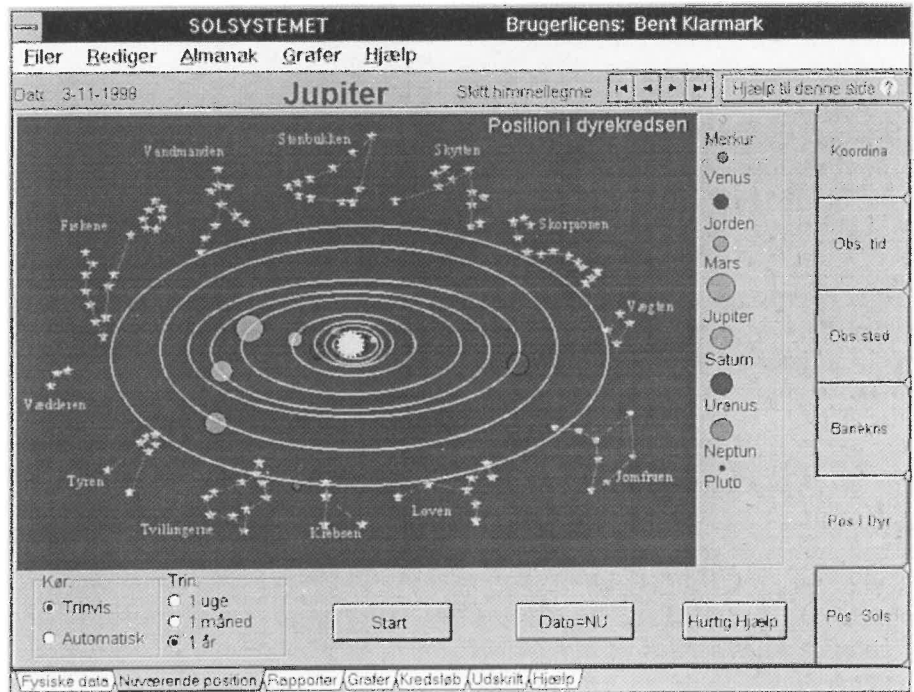 SOLSYSTEMET Brugerlicens: Bent Klarmark
Filer Rediger Almanak Grafer Hjælp
Dato 3-11-1998 Jupiter Skift himmellegme Hjælp til denne side ?
Position i dyrekredsen
Stenbukken
Vandmanden
Skytten
Fiskene
Skorpionen
Vægten
Vædderen
Tyren
Jomfruen
Tvillingerne
Krebsen
Løven
Merkur
Venus
Jorden
Mars
Jupiter
Saturn
Uranus
Neptun
Pluto
Koordina
Obs. tid
Obs sted
Banekns
Pos i Dyr
Pos. Sols
Kør:
Trinvis
Automatisk
Trin:
1 uge
1 måned
1 år
Start
Dato=NU
Hurtig Hjælp
Fysiske data Nuværende position Rapporter Grafer Kredsløb Udskrift Hjælp